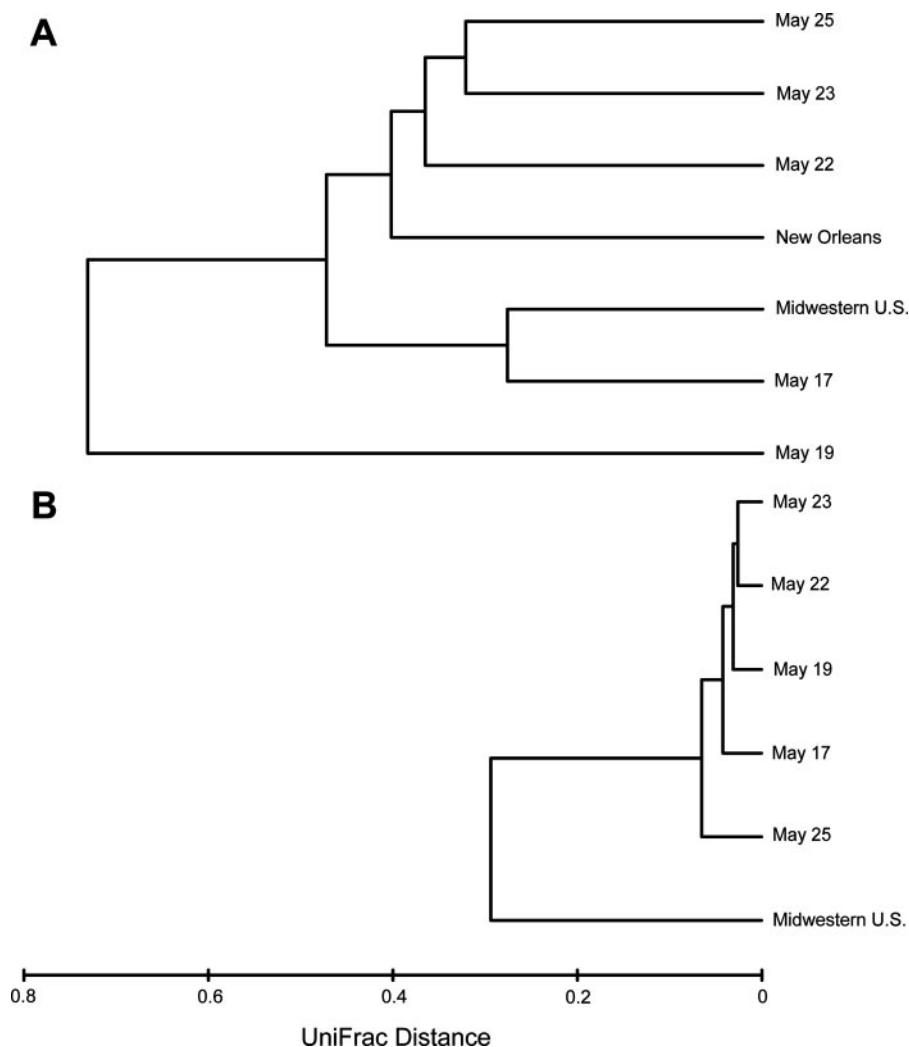 A
May 25
May 23
May 22
New Orleans
Midwestern U.S.
May 17
May 19
B
May 23
May 22
May 19
May 17
May 25
Midwestern U.S.
0.8 0.6 0.4 0.2 0
UniFrac Distance